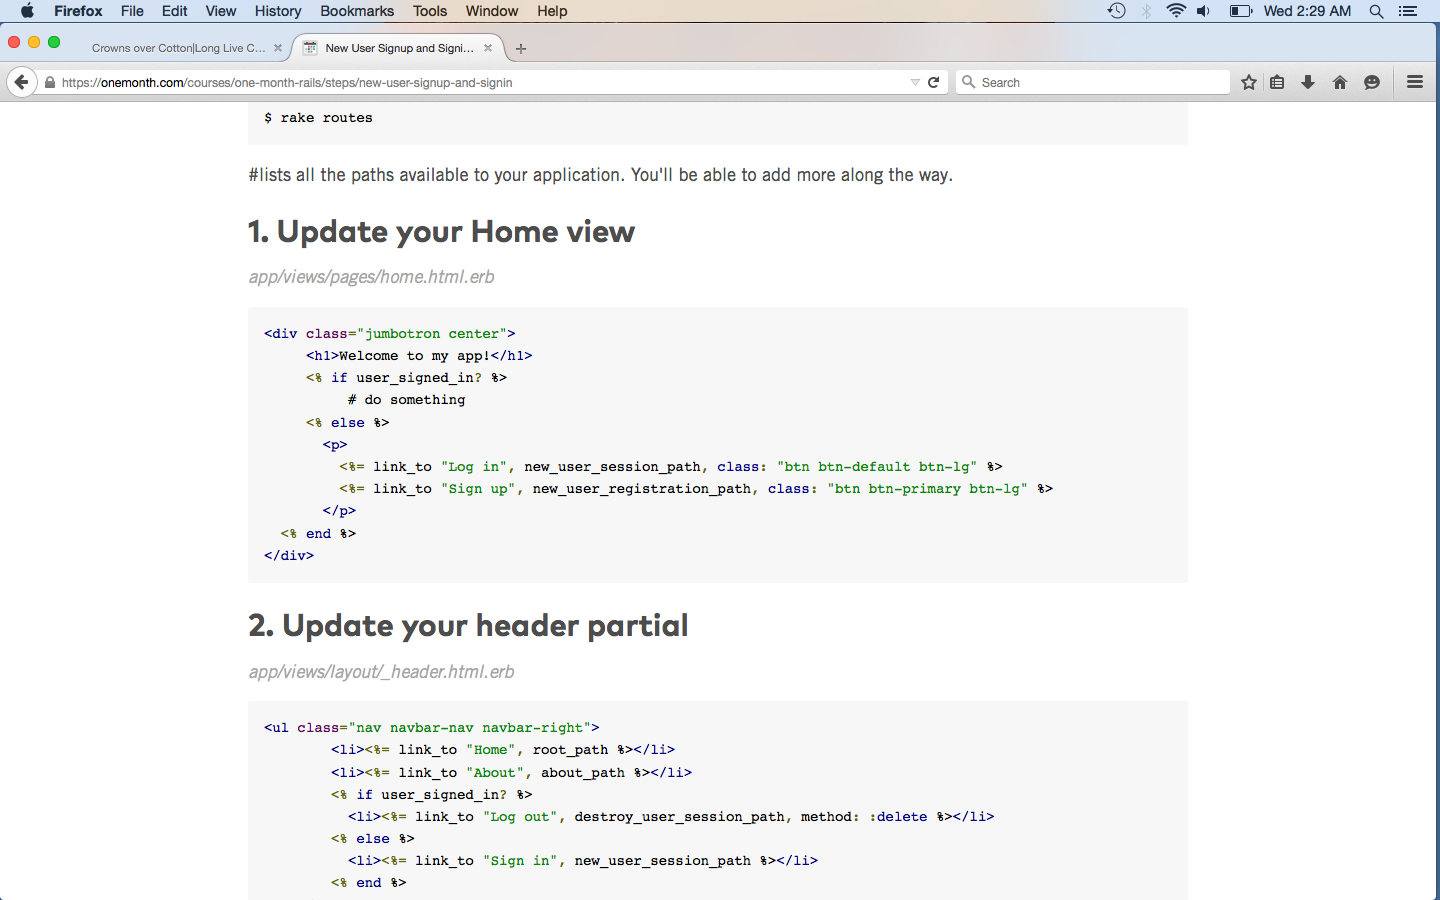 Firefox File Edit View History Bookmarks Tools Window Help Wed 2:29 AM
Crowns over Cotton|Long Live C... New User Signup and Signi...
https://onemonth.com/courses/one-month-rails/steps/new-user-signup-and-signin Search
$ rake routes
#lists all the paths available to your application. You'll be able to add more along the way.
1. Update your Home view
app/views/pages/home.html.erb
<div class="jumbotron center">
<h1>Welcome to my app!</h1>
<% if user_signed_in? %>
# do something
<% else %>
<p>
<%= link_to "Log in", new_user_session_path, class: "btn btn-default btn-lg" %>
<%= link_to "Sign up", new_user_registration_path, class: "btn btn-primary btn-lg" %>
</p>
<% end %>
</div>
2. Update your header partial
app/views/layout/_header.html.erb
<ul class="nav navbar-nav navbar-right">
<li><%= link_to "Home", root_path %></li>
<li><%= link_to "About", about_path %></li>
<% if user_signed_in? %>
<li><%= link_to "Log out", destroy_user_session_path, method: :delete %></li>
<% else %>
<li><%= link_to "Sign in", new_user_session_path %></li>
<% end %>